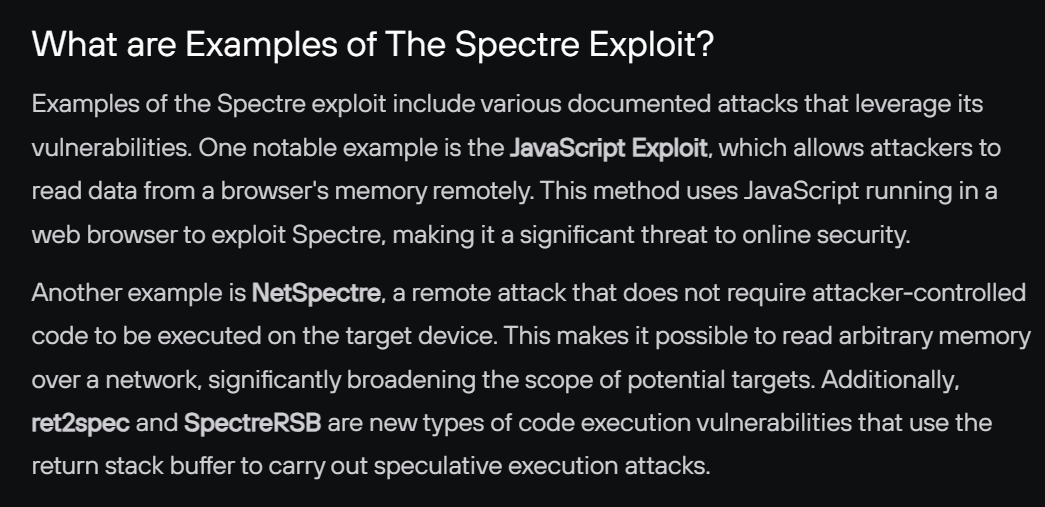 What are Examples of The Spectre Exploit?
Examples of the Spectre exploit include various documented attacks that leverage its
vulnerabilities. One notable example is the JavaScript Exploit, which allows attackers to
read data from a browser's memory remotely. This method uses JavaScript running in a
web browser to exploit Spectre, making it a significant threat to online security.
Another example is NetSpectre, a remote attack that does not require attacker-controlled
code to be executed on the target device. This makes it possible to read arbitrary memory
over a network, significantly broadening the scope of potential targets. Additionally,
ret2spec and SpectreRSB are new types of code execution vulnerabilities that use the
return stack buffer to carry out speculative execution attacks.